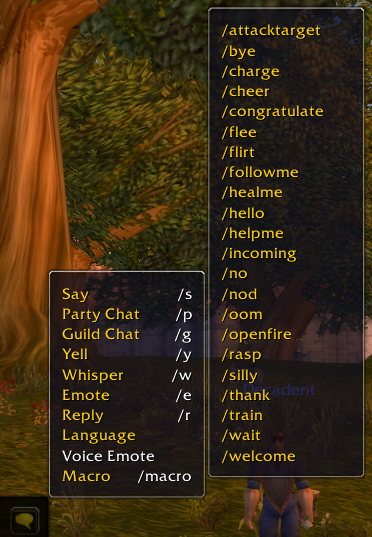 /attacktarget
/bye
/charge
/cheer
/congratulate
/flee
/flirt
/followme
/healme
/hello
/helpme
/incoming
/no
/nod
/oom
/openfire
/rasp
/silly
/thank
/train
/wait
/welcome
Say /s
Party Chat /p
Guild Chat /g
Yell /y
Whisper /w
Emote /e
Reply /r
Language
Voice Emote
Macro /macro
Decadent